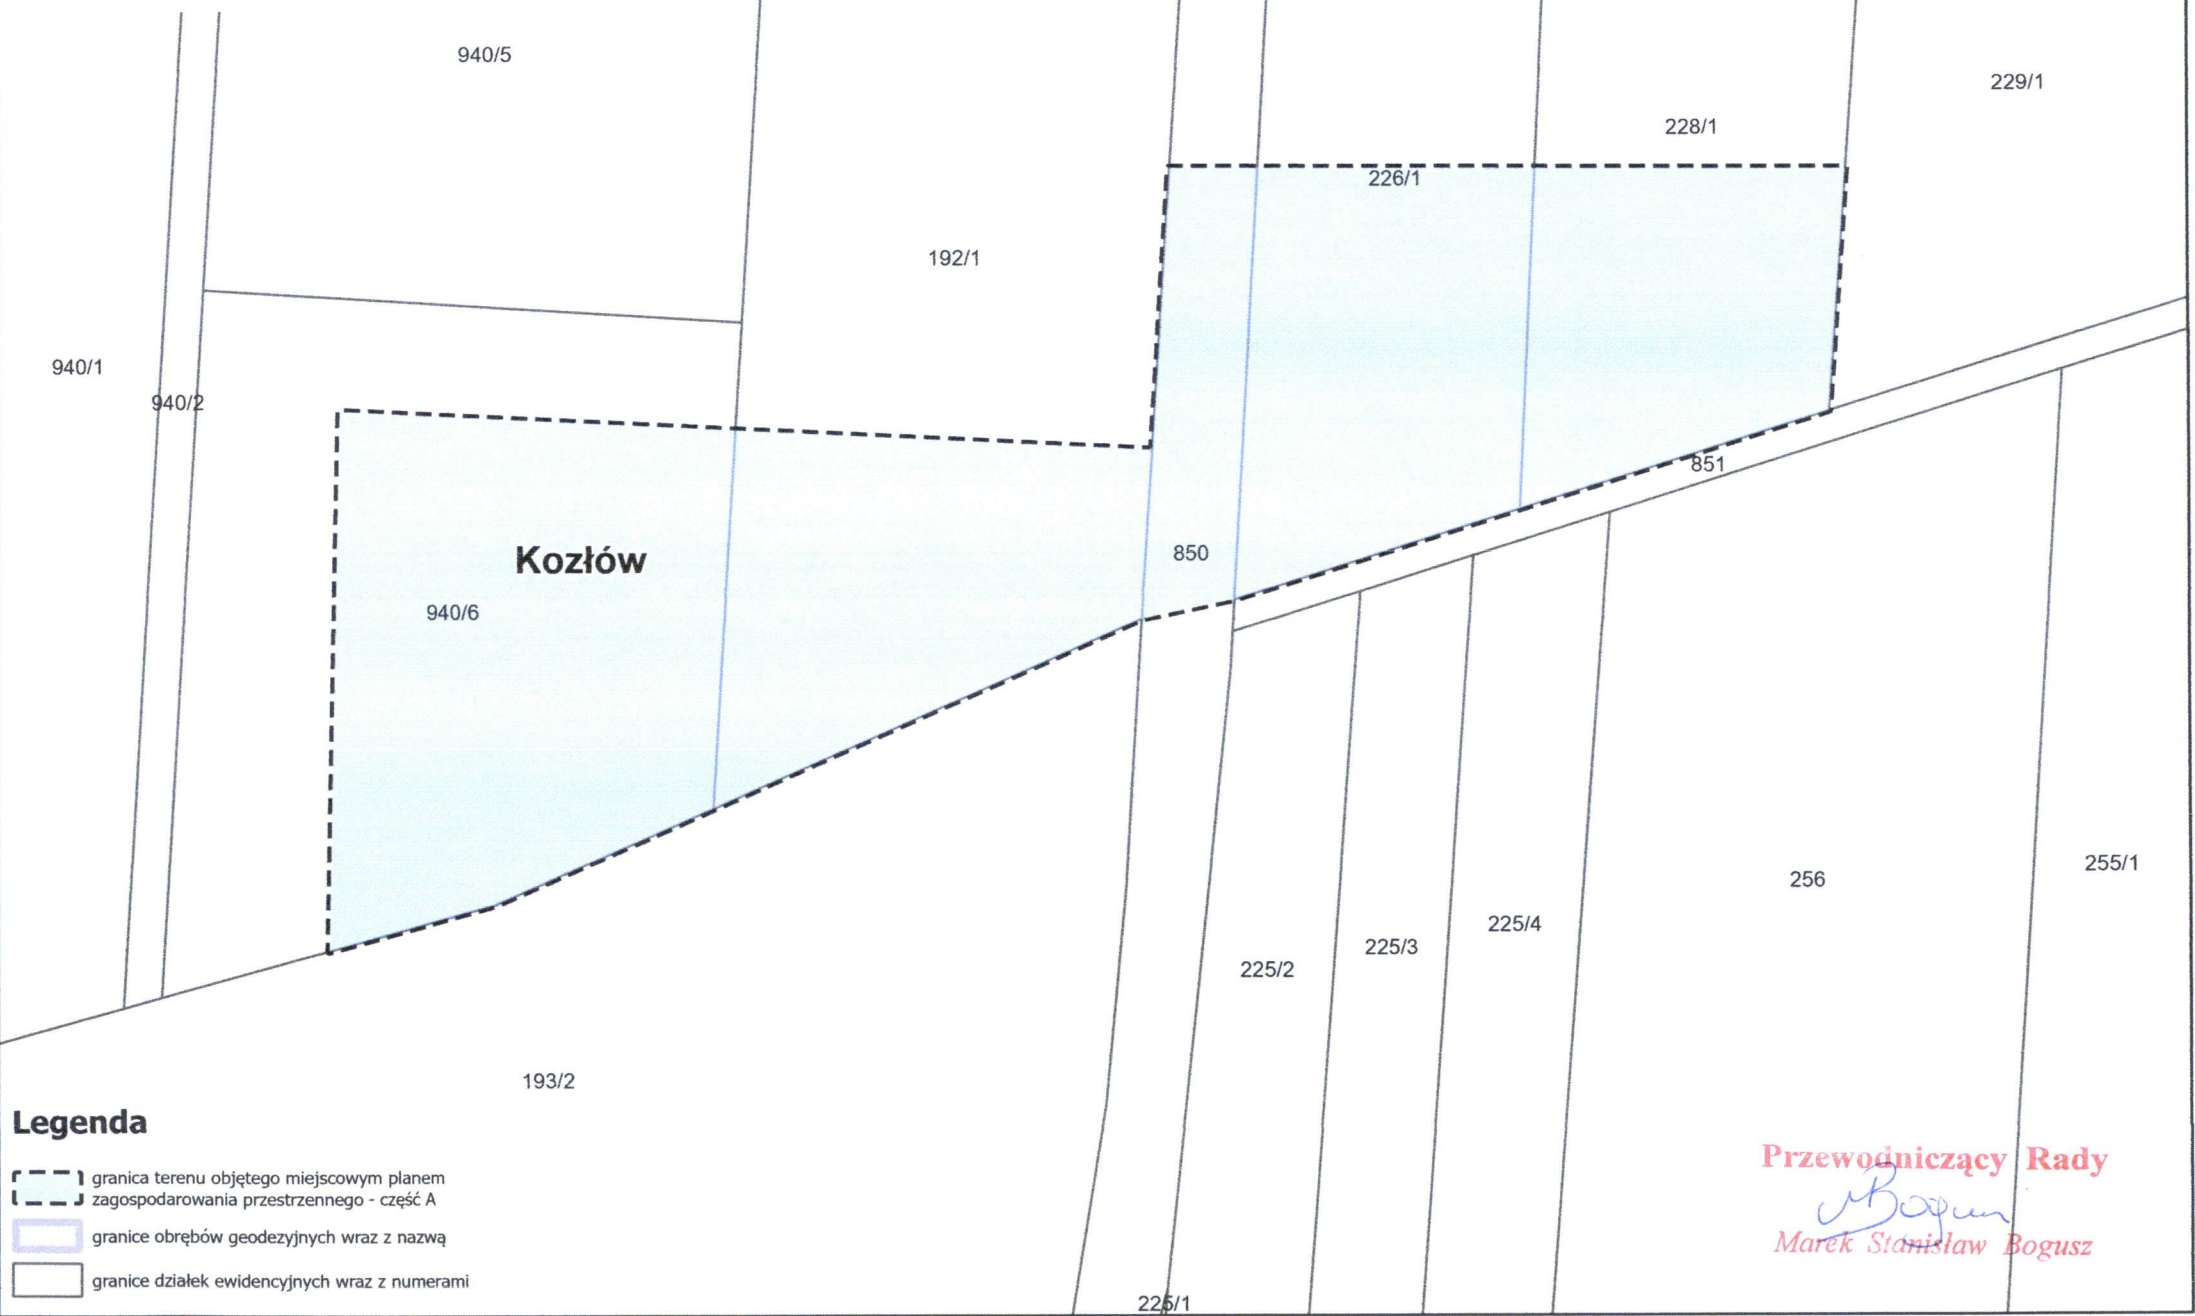 940/5
229/1
228/1
226/1
192/1
940/1
940/2
851
850
Kozłów
940/6
255/1
256
225/4
225/3
225/2
193/2
225/1
Legenda
granica terenu objętego miejscowym planem
zagospodarowania przestrzennego - część A
granice obrębów geodezyjnych wraz z nazwą
granice działek ewidencyjnych wraz z numerami
Przewodniczący Rady
MBogusz
Marek Stanisław Bogusz